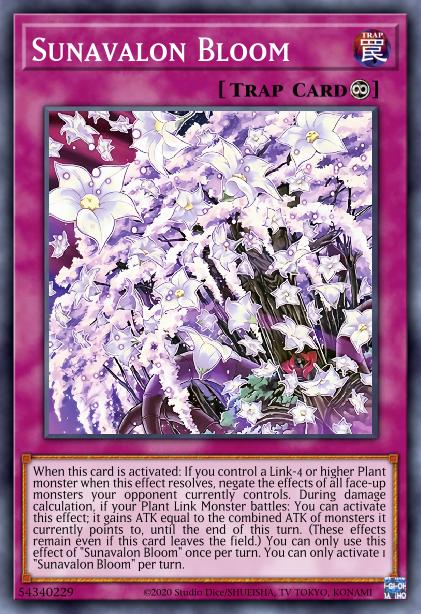 SUNAVALON BLOOM
TRAP
罠
[TRAP CARD]
When this card is activated: If you control a Link-4 or higher Plant
monster when this effect resolves, negate the effects of all face-up
monsters your opponent currently controls. During damage
calculation, if your Plant Link Monster battles: You can activate
this effect; it gains ATK equal to the combined ATK of monsters it
currently points to, until the end of this turn. (These effects
remain even if this card leaves the field.) You can only use this
effect of "Sunavalon Bloom" once per turn. You can only activate 1
"Sunavalon Bloom" per turn.
54340229
©2020 Studio Dice/SHUEISHA, TV TOKYO, KONAMI